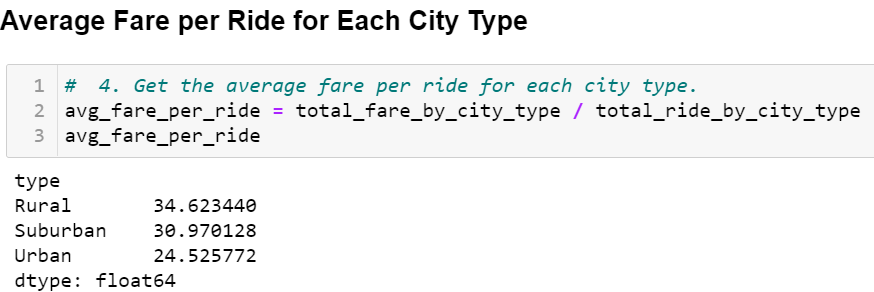 Average Fare per Ride for Each City Type
1 #  4. Get the average fare per ride for each city type.
2 avg_fare_per_ride = total_fare_by_city_type / total_ride_by_city_type
3 avg_fare_per_ride
type
Rural       34.623440
Suburban    30.970128
Urban       24.525772
dtype: float64